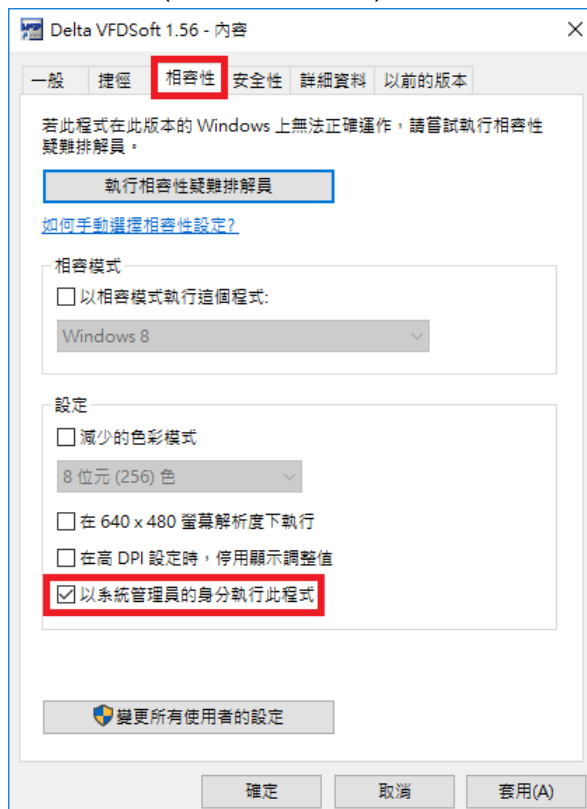 Delta VFDSoft 1.56 - 內容
一般 捷徑 相容性 安全性 詳細資料 以前的版本
若此程式在此版本的 Windows 上無法正確運作，請嘗試執行相容性
疑難排解員。
執行相容性疑難排解員
如何手動選擇相容性設定?
相容模式
以相容模式執行這個程式:
Windows 8
設定
減少的色彩模式
8 位元 (256) 色
在 640 x 480 螢幕解析度下執行
在高 DPI 設定時，停用顯示調整值
以系統管理員的身分執行此程式
變更所有使用者的設定
確定 取消 套用(A)